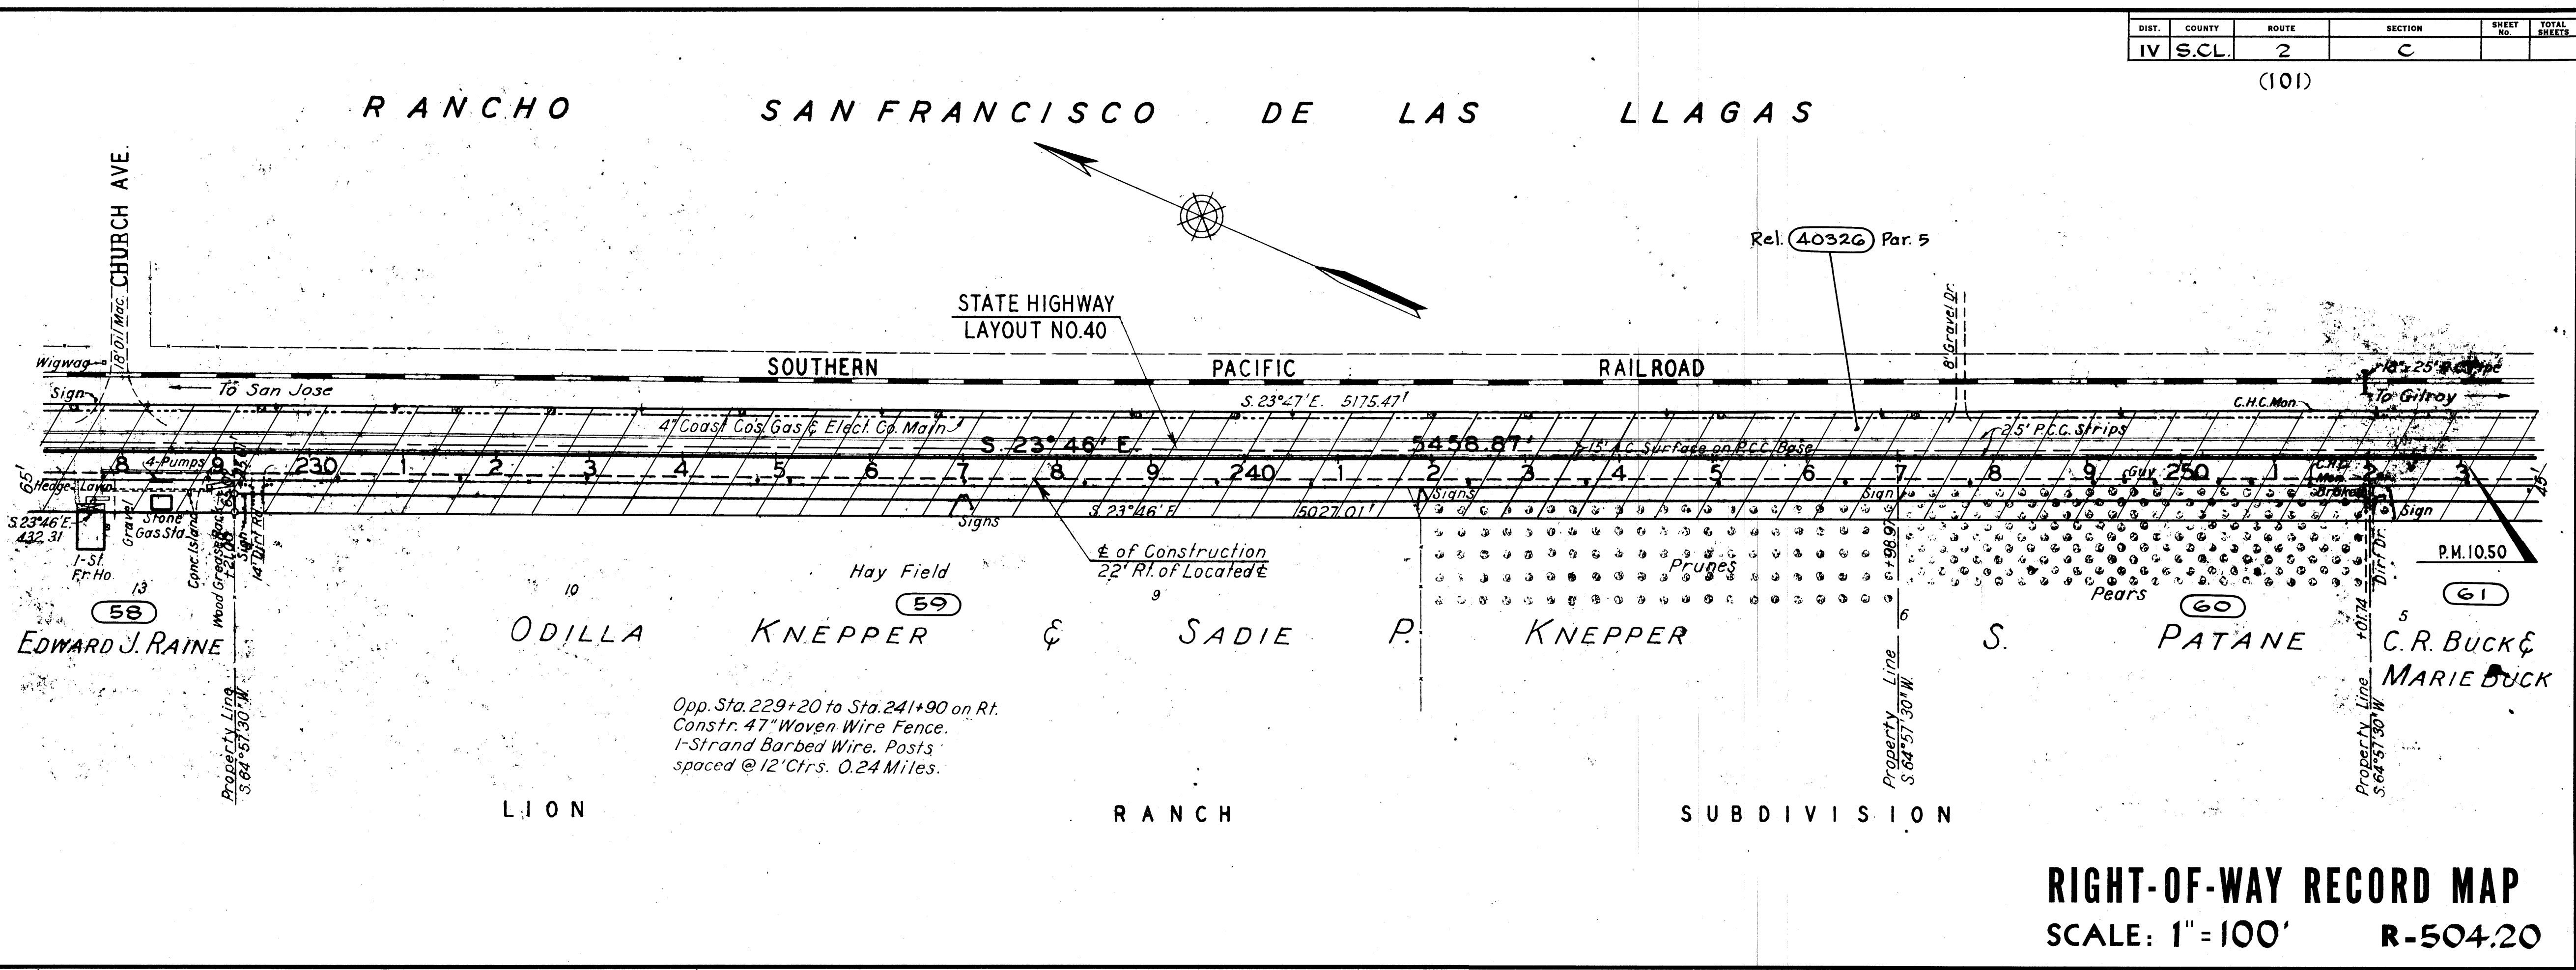 DIST. COUNTY ROUTE SECTION SHEET No. TOTAL SHEETS
IV S.CL. 2 C
(101)
RANCHO SAN FRANCISCO DE LAS LLAGAS
CHURCH AVE.
18' Oil Mac.
Rel. 40326 Par. 5
STATE HIGHWAY
LAYOUT NO.40
8' Gravel Dr.
Wigwag
SOUTHERN PACIFIC RAILROAD
Sign
To San Jose
S. 23°47' E. 5175.47'
To Gilroy
C.H.C. Mon.
4" Coast Co's. Gas & Elect. Co. Main
S. 23°46' E. 5458.87'
15' A.C. Surface on P.C.C. Base
2.5' P.C.C. Strips
8 9 230 1 2 3 4 5 6 7 8 9 240 1 2 3 4 5 6 7 8 9 250 1 2 3
4-Pumps
Guy
65'
45'
Hedge
Lawn
Signs
Sign
S. 23°46' E.
432.31
Gravel
Stone
Gas Sta.
Conc. Island
Wood Grease Rack
Sign
14' Dirt Rd.
Signs
S. 23°46' E. 5027.01'
Sign
1-St.
Fr. Ho.
℄ of Construction
22' Rt. of Located ℄
Hay Field
Prunes
Pears
+98.97
+01.74
Dirt Dr.
P.M. 10.50
13
10
9
6
5
58
59
60
61
EDWARD J. RAINE
ODILLA KNEPPER & SADIE P. KNEPPER
S. PATANE
C. R. BUCK &
MARIE BUCK
Property Line
S. 64°57'30" W.
Property Line
S. 64°57'30" W.
Property Line
S. 64°57'30" W.
Opp. Sta. 229+20 to Sta. 241+90 on Rt.
Constr. 47" Woven Wire Fence.
1-Strand Barbed Wire. Posts
spaced @ 12' Ctrs. 0.24 Miles.
LION RANCH SUBDIVISION
RIGHT-OF-WAY RECORD MAP
SCALE: 1" = 100' R-504.20